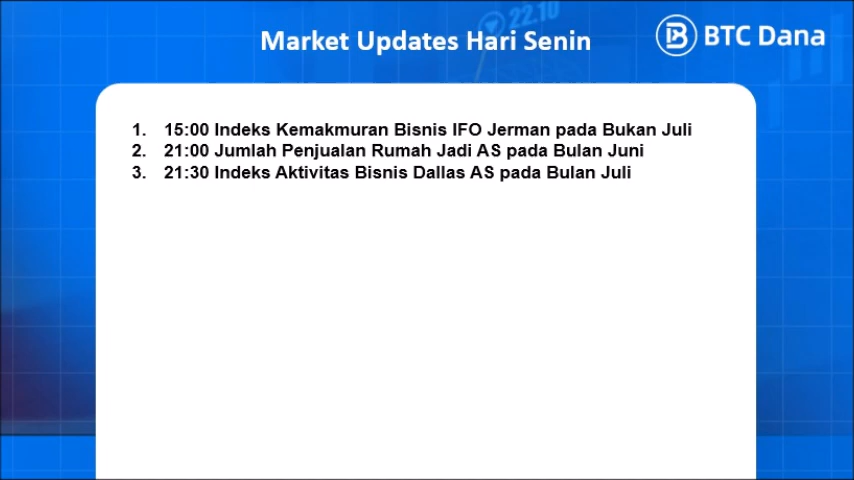 22.10
Market Updates Hari Senin
BTC Dana
1. 15:00 Indeks Kemakmuran Bisnis IFO Jerman pada Bukan Juli
2. 21:00 Jumlah Penjualan Rumah Jadi AS pada Bulan Juni
3. 21:30 Indeks Aktivitas Bisnis Dallas AS pada Bulan Juli